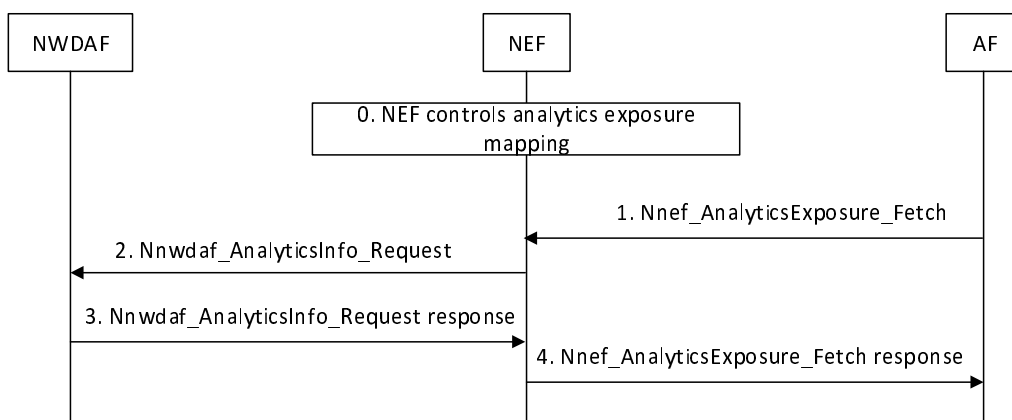 NWDAF
NEF
AF
0. NEF controls analytics exposure
mapping
1. Nnef_AnalyticsExposure_Fetch
2. Nnwdaf_AnalyticsInfo_Request
3. Nnwdaf_AnalyticsInfo_Request response
4. Nnef_AnalyticsExposure_Fetch response